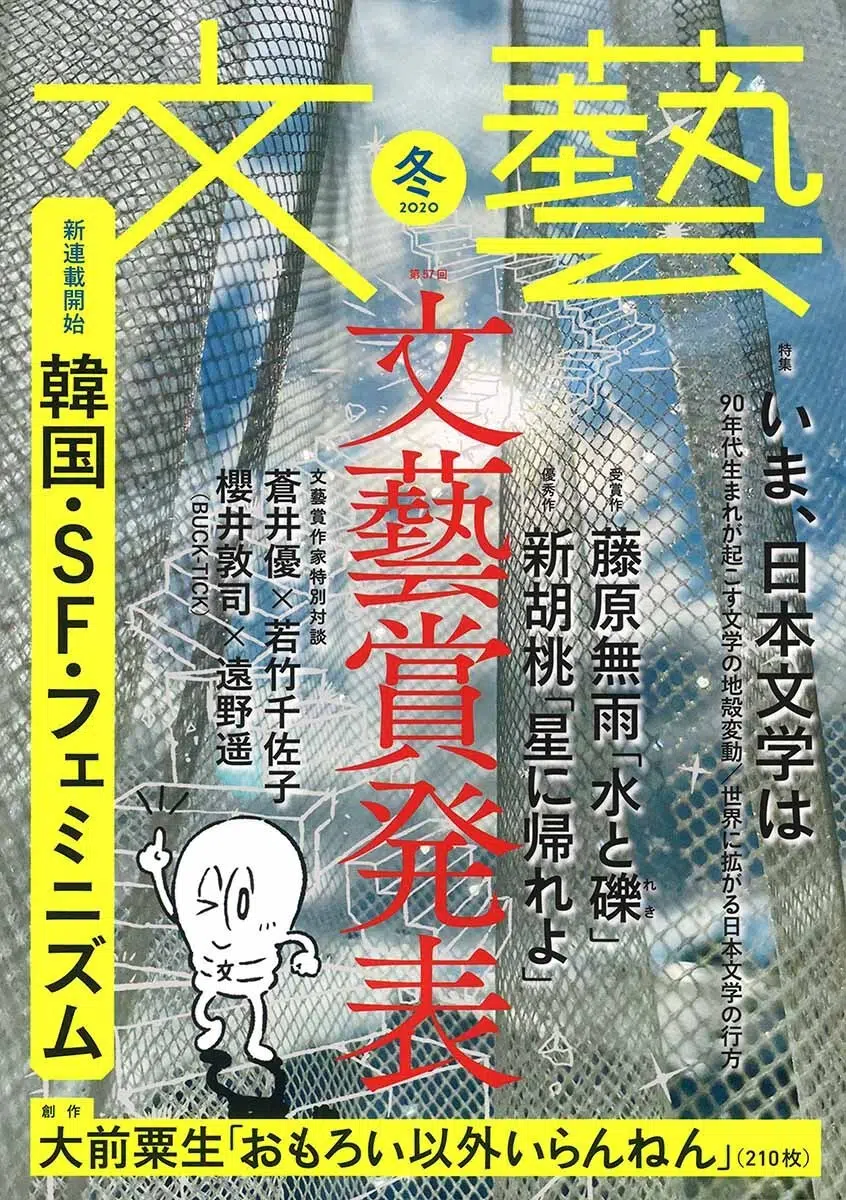 文藝
冬
2020
特集
いま、日本文学は
90年代生まれが起こす文学の地殻変動/世界に拡がる日本文学の行方
受賞作
藤原無雨「水と礫」
れき
優秀作
新胡桃「星に帰れよ」
第57回
文藝賞発表
文藝賞作家特別対談
蒼井優×若竹千佐子
櫻井敦司×遠野遥
(BUCK-TICK)
新連載開始
韓国・SF・フェミニズム
文
創作
大前粟生「おもろい以外いらんねん」(210枚)